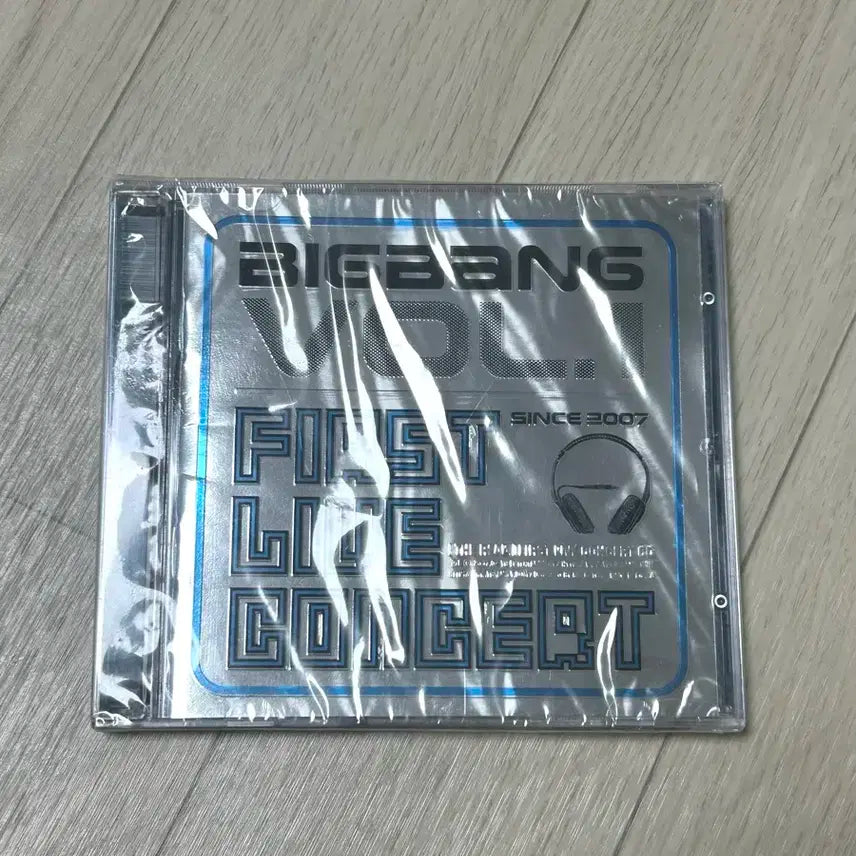 BIGBANG
VOL.1
FIRST
SINCE 2007
LIVE
CONCERT